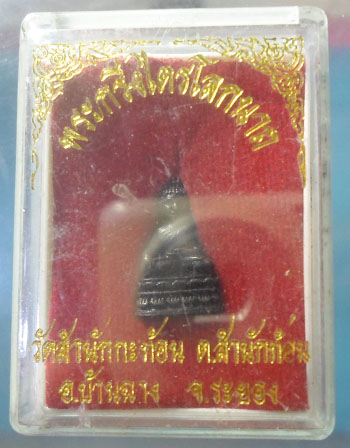 พระกริ่งไตรโลกนาถ
วัดสำนักกะท้อน ต.สำนักท้อน
อ.บ้านฉาง จ.ระยอง